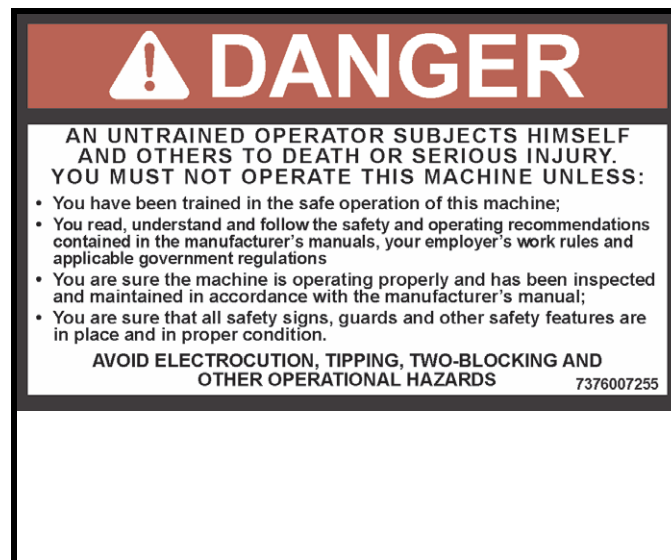 DANGER
AN UNTRAINED OPERATOR SUBJECTS HIMSELF
AND OTHERS TO DEATH OR SERIOUS INJURY.
YOU MUST NOT OPERATE THIS MACHINE UNLESS:
• You have been trained in the safe operation of this machine;
• You read, understand and follow the safety and operating recommendations
contained in the manufacturer's manuals, your employer's work rules and
applicable government regulations
• You are sure the machine is operating properly and has been inspected
and maintained in accordance with the manufacturer's manual;
• You are sure that all safety signs, guards and other safety features are
in place and in proper condition.
AVOID ELECTROCUTION, TIPPING, TWO-BLOCKING AND
OTHER OPERATIONAL HAZARDS 7376007255